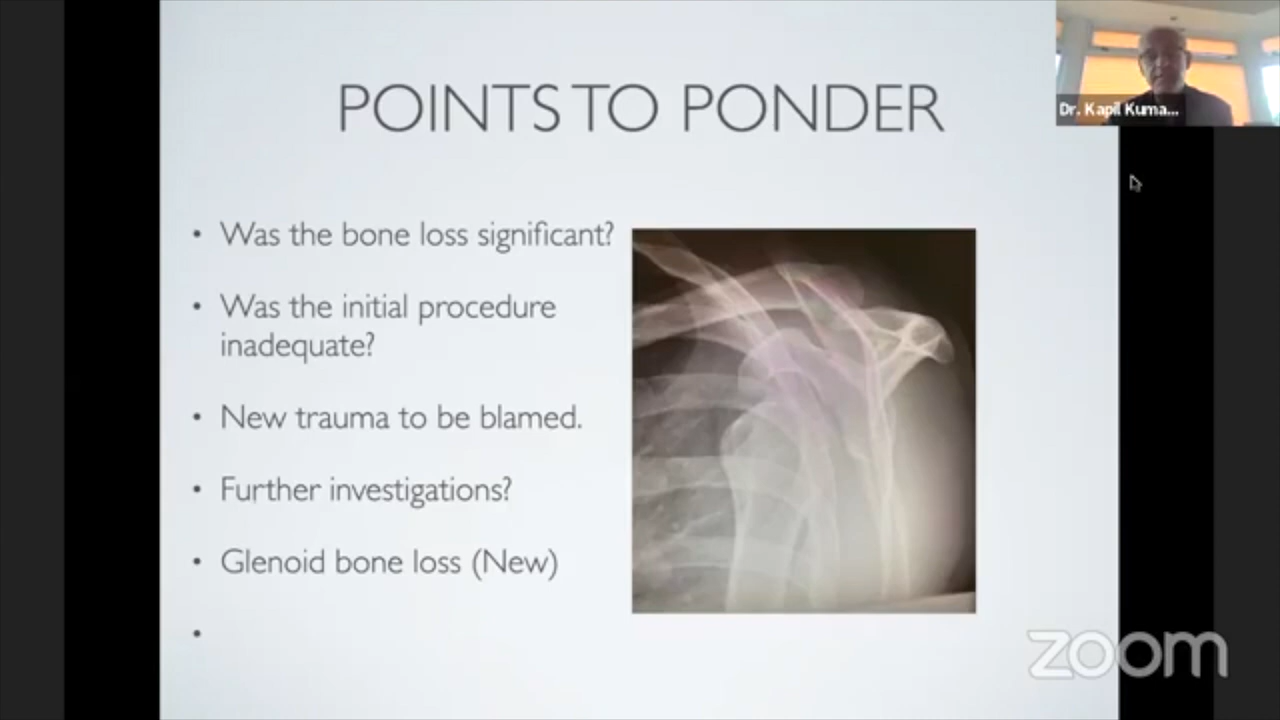 POINTS TO PONDER
Dr. Kapil Kuma...
• Was the bone loss significant?
• Was the initial procedure
inadequate?
• New trauma to be blamed.
• Further investigations?
• Glenoid bone loss (New)
•
zoom